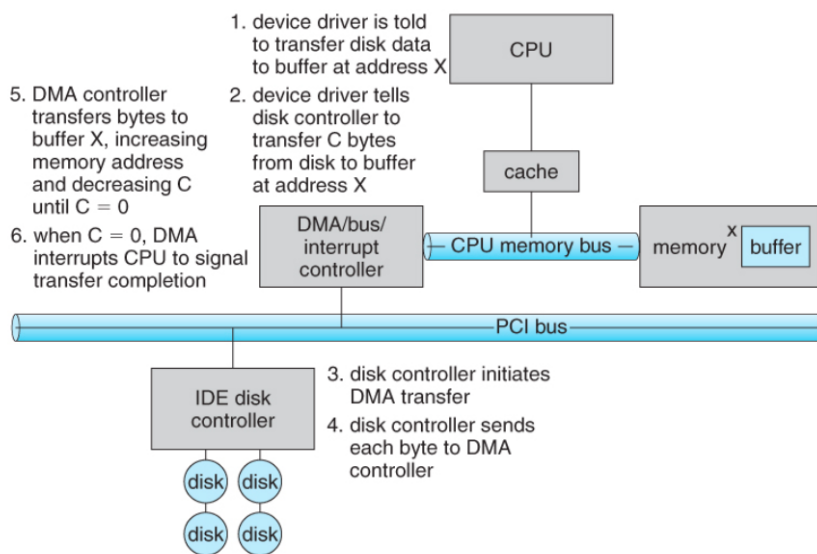 1. device driver is told
to transfer disk data
to buffer at address X
2. device driver tells
disk controller to
transfer C bytes
from disk to buffer
at address X
5. DMA controller
transfers bytes to
buffer X, increasing
memory address
and decreasing C
until C = 0
6. when C = 0, DMA
interrupts CPU to signal
transfer completion
CPU
cache
DMA/bus/
interrupt
controller
CPU memory bus
memory
X
buffer
PCI bus
IDE disk
controller
3. disk controller initiates
DMA transfer
4. disk controller sends
each byte to DMA
controller
disk
disk
disk
disk